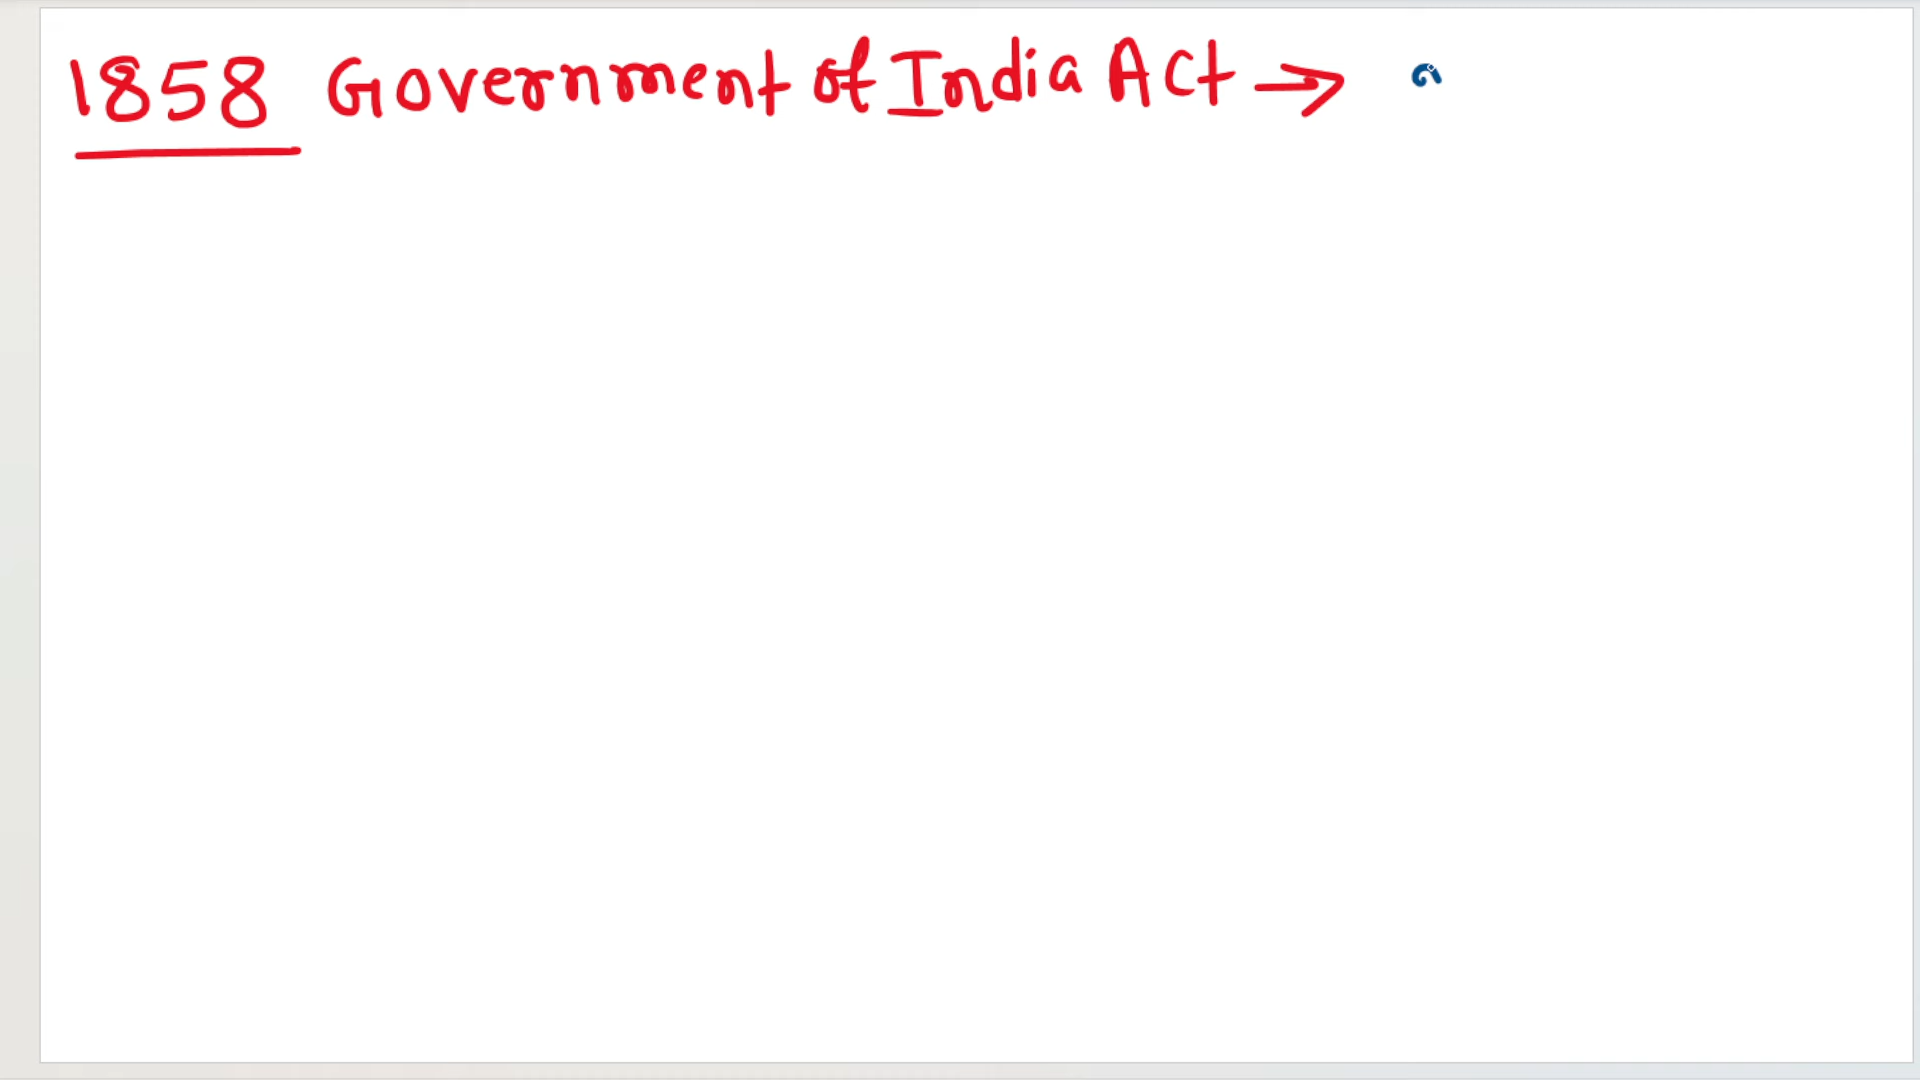 1858 Government of India Act →